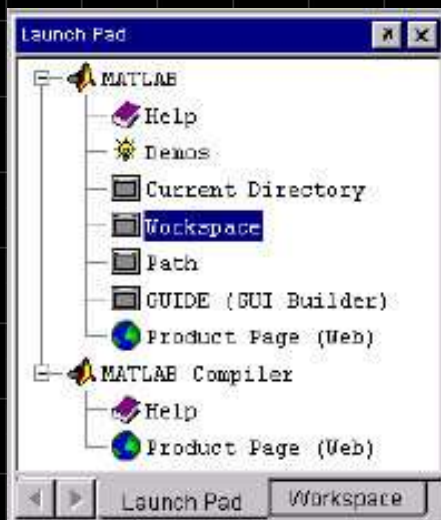 Launch Pad
MATLAB
Help
Demos
Current Directory
Workspace
Path
GUIDE (GUI Builder)
Product Page (Web)
MATLAB Compiler
Help
Product Page (Web)
Launch Pad Workspace